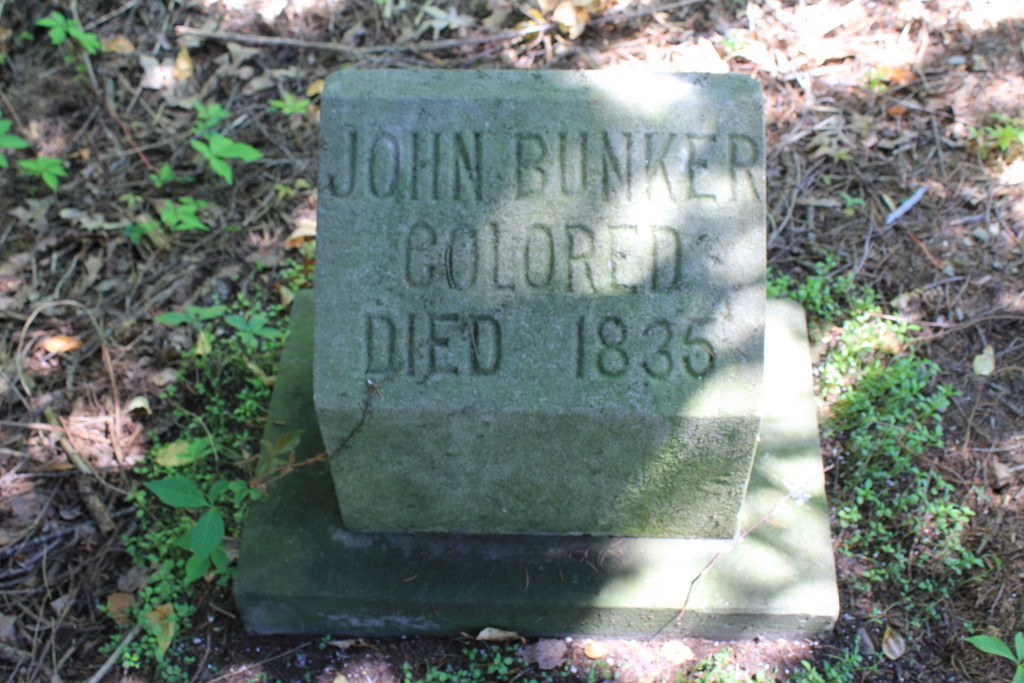 JOHN BUNKER
COLORED
DIED 1835